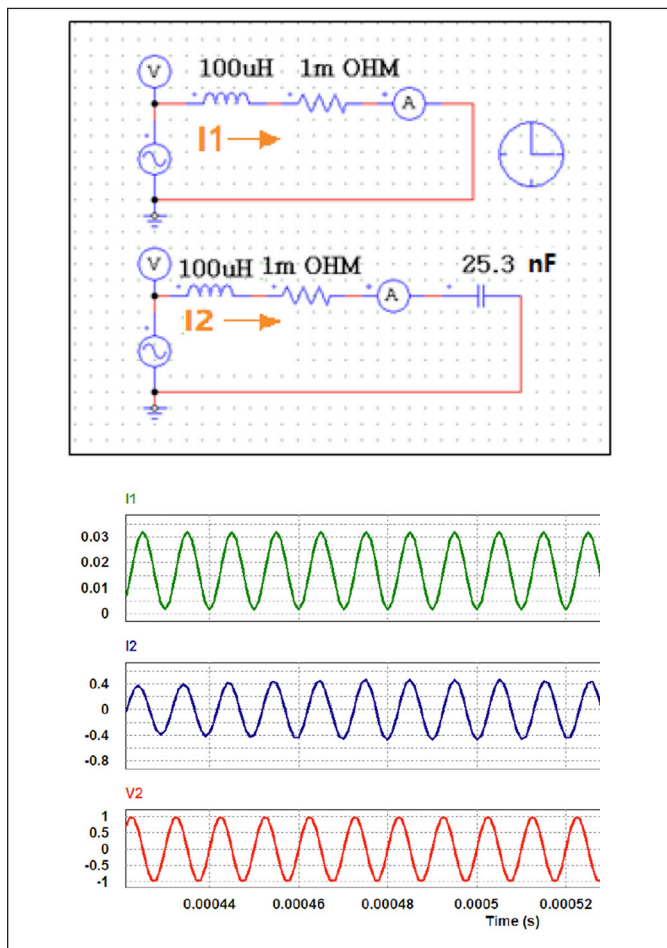 V
100uH 1m OHM
A
I1
V
100uH 1m OHM
25.3 nF
A
I2
I1
0.03
0.02
0.01
0
I2
0.4
0
-0.4
-0.8
V2
1
0.5
0
-0.5
-1
0.00044 0.00046 0.00048 0.0005 0.00052
Time (s)